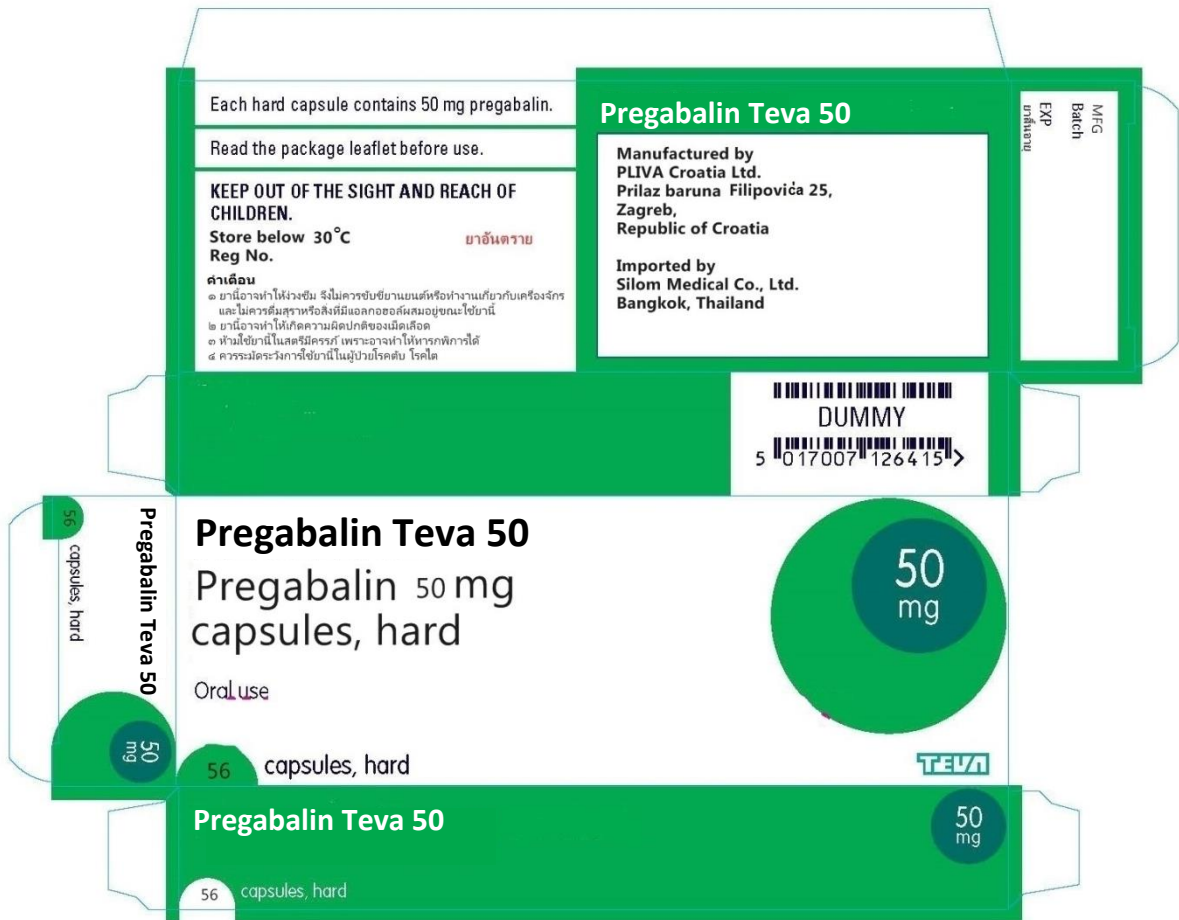 Each hard capsule contains 50 mg pregabalin.
Read the package leaflet before use.
KEEP OUT OF THE SIGHT AND REACH OF
CHILDREN.
Store below 30°C
ยาอันตราย
Reg No.
คำเตือน
๑ ยานี้อาจทำให้ง่วงซึม จึงไม่ควรขับขี่ยานยนต์หรือทำงานเกี่ยวกับเครื่องจักร
และไม่ควรดื่มสุราหรือสิ่งที่มีแอลกอฮอล์ผสมอยู่ขณะใช้ยานี้
๒ ยานี้อาจทำให้เกิดความผิดปกติของเม็ดเลือด
๓ ห้ามใช้ยานี้ในสตรีมีครรภ์ เพราะอาจทำให้ทารกพิการได้
๔ ควรระมัดระวังการใช้ยานี้ในผู้ป่วยโรคตับ โรคไต
Pregabalin Teva 50
Manufactured by
PLIVA Croatia Ltd.
Prilaz baruna Filipovića 25,
Zagreb,
Republic of Croatia
Imported by
Silom Medical Co., Ltd.
Bangkok, Thailand
MFG
Batch
EXP
ยาสิ้นอายุ
DUMMY
5 017007 126415 >
56 capsules, hard
Pregabalin Teva 50
50
mg
Pregabalin Teva 50
Pregabalin 50 mg
capsules, hard
Oral use
56 capsules, hard
50
mg
TEVA
Pregabalin Teva 50
56 capsules, hard
50
mg